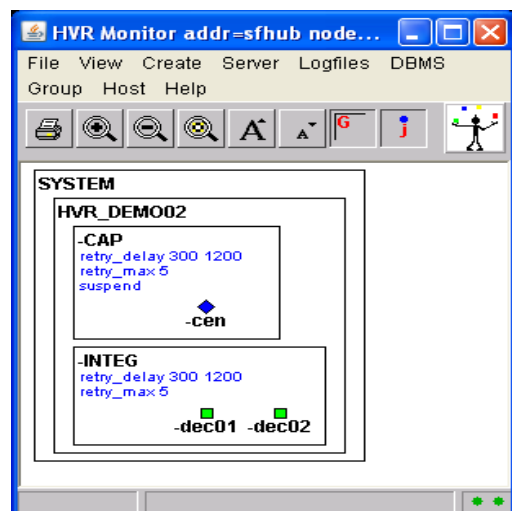 HVR Monitor addr=sfhub node...
File View Create Server Logfiles DBMS
Group Host Help
A A G j
SYSTEM
HVR_DEMO02
-CAP
retry_delay 300 1200
retry_max 5
suspend
-cen
-INTEG
retry_delay 300 1200
retry_max 5
-dec01 -dec02